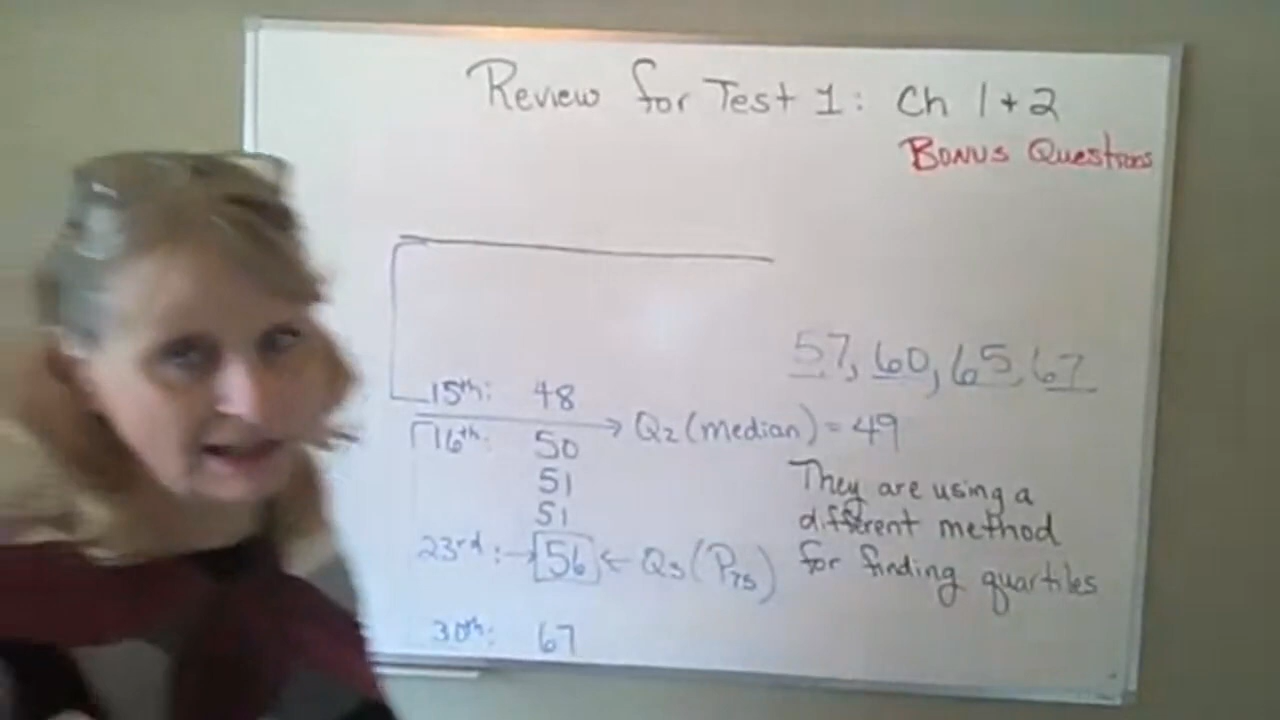 Review for Test 1: Ch 1 + 2
Bonus Questions
57, 60, 65, 67
15th: 48
Q2 (median) = 49
16th: 50
51
51
They are using a
different method
for finding quartiles
23rd: → 56 ← Q3 (P75)
30th: 67